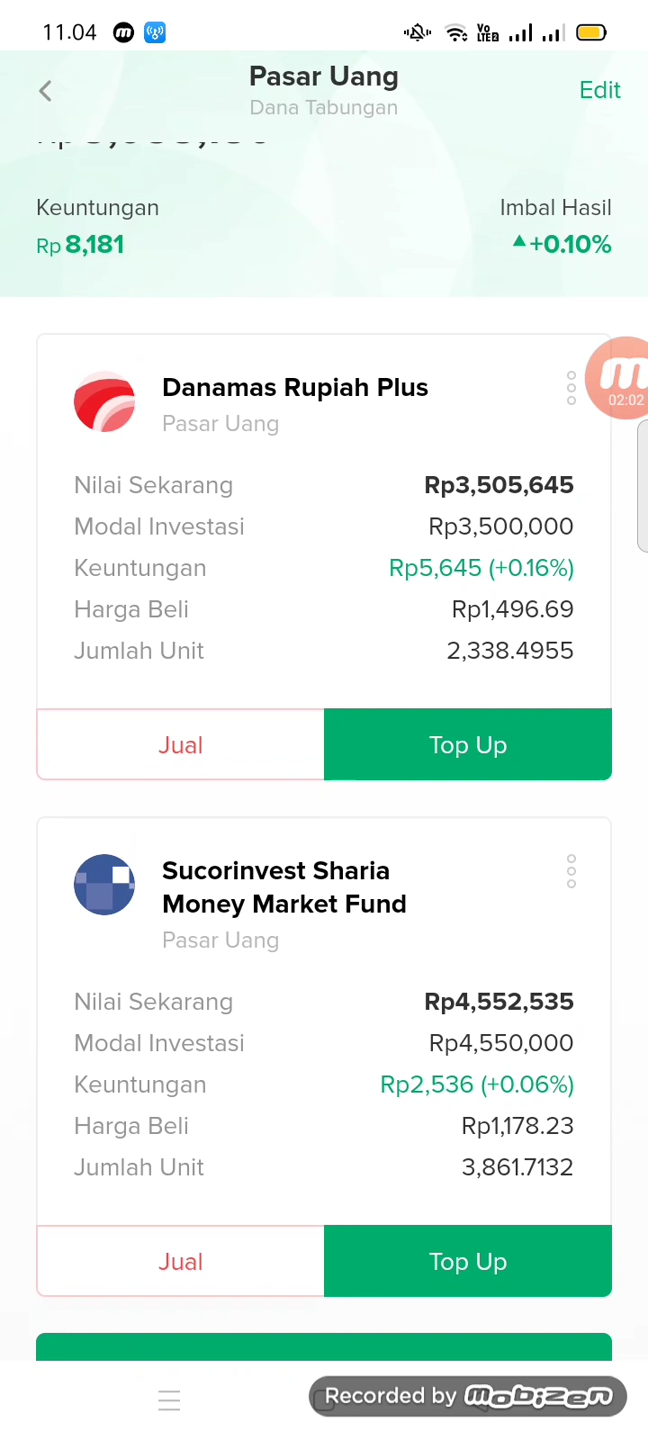 11.04
Vo
LTEB
Pasar Uang
Edit
Dana Tabungan
Keuntungan
Imbal Hasil
Rp 8,181
+0.10%
Danamas Rupiah Plus
Pasar Uang
02:02
Nilai Sekarang Rp3,505,645
Modal Investasi Rp3,500,000
Keuntungan Rp5,645 (+0.16%)
Harga Beli Rp1,496.69
Jumlah Unit 2,338.4955
Jual
Top Up
Sucorinvest Sharia
Money Market Fund
Pasar Uang
Nilai Sekarang Rp4,552,535
Modal Investasi Rp4,550,000
Keuntungan Rp2,536 (+0.06%)
Harga Beli Rp1,178.23
Jumlah Unit 3,861.7132
Jual
Top Up
Recorded by mobizen